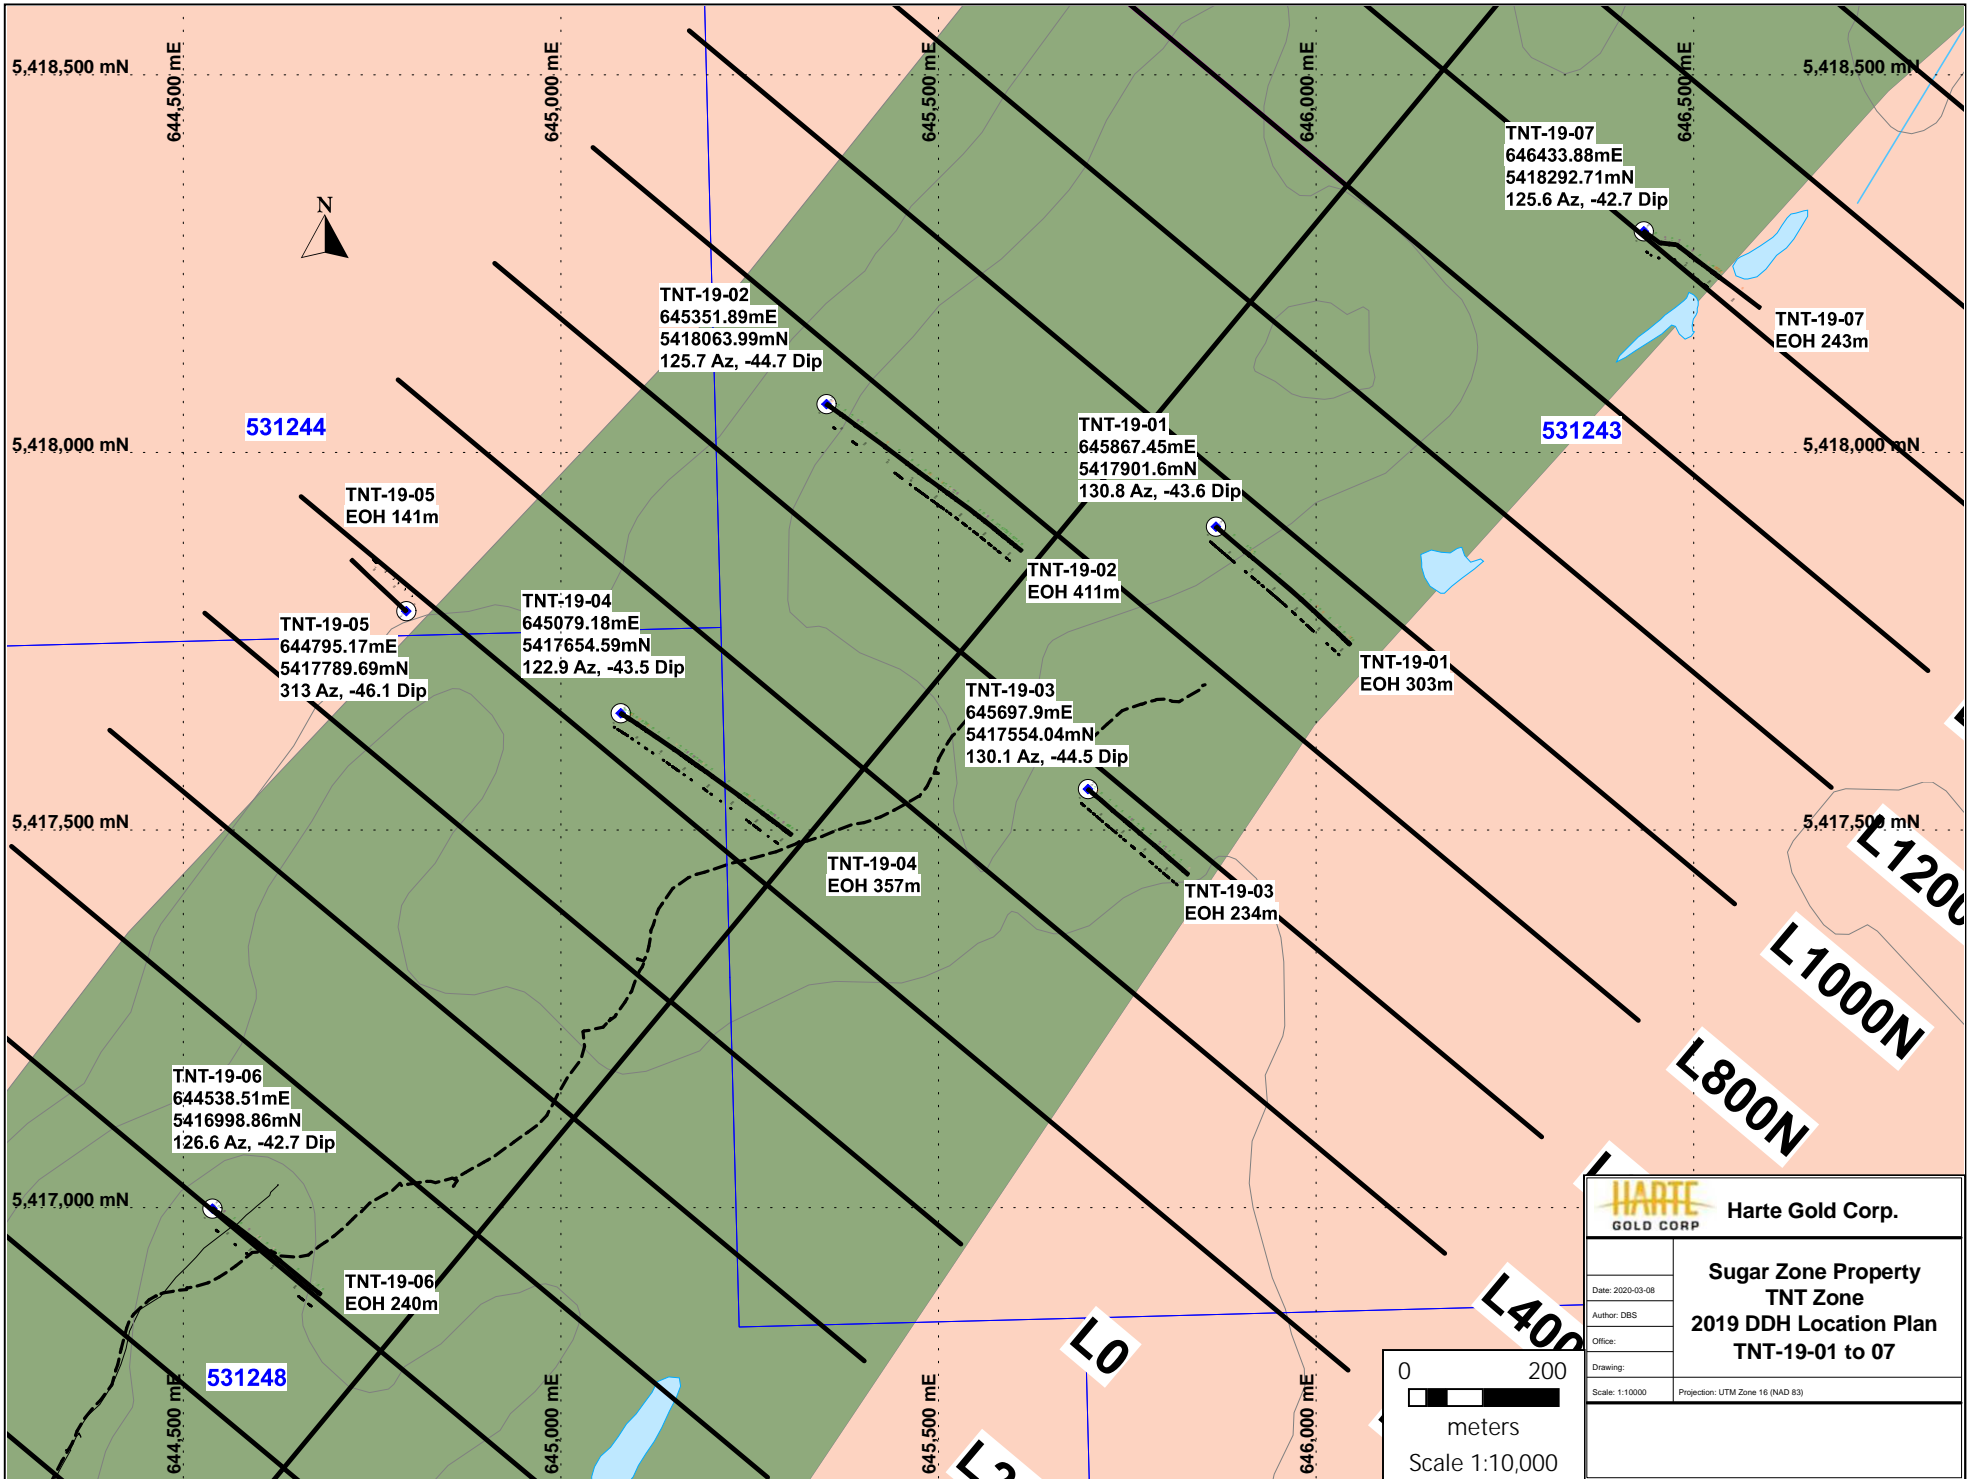 644,500 mE
645,000 mE
645,500 mE
646,000 mE
646,500 mE
5,418,500 mN
5,418,500 mN
TNT-19-07
646433.88mE
5418292.71mN
125.6 Az, -42.7 Dip
N
TNT-19-02
645351.89mE
5418063.99mN
125.7 Az, -44.7 Dip
TNT-19-07
EOH 243m
531244
TNT-19-01
645867.45mE
5417901.6mN
130.8 Az, -43.6 Dip
531243
5,418,000 mN
5,418,000 mN
TNT-19-05
EOH 141m
TNT-19-02
EOH 411m
TNT-19-04
645079.18mE
5417654.59mN
122.9 Az, -43.5 Dip
TNT-19-05
644795.17mE
5417789.69mN
313 Az, -46.1 Dip
TNT-19-01
EOH 303m
TNT-19-03
645697.9mE
5417554.04mN
130.1 Az, -44.5 Dip
5,417,500 mN
5,417,500 mN
TNT-19-04
EOH 357m
TNT-19-03
EOH 234m
L1200
L1000N
L800N
TNT-19-06
644538.51mE
5416998.86mN
126.6 Az, -42.7 Dip
5,417,000 mN
TNT-19-06
EOH 240m
531248
L400
L0
L2
644,500 mE
645,000 mE
645,500 mE
646,000 mE
0 200
meters
Scale 1:10,000
HARTE
GOLD CORP
Harte Gold Corp.
Sugar Zone Property
TNT Zone
2019 DDH Location Plan
TNT-19-01 to 07
Date: 2020-03-08
Author: DBS
Office:
Drawing:
Scale: 1:10000
Projection: UTM Zone 16 (NAD 83)